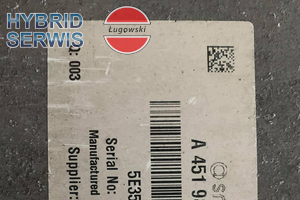 HYBRID
SERWIS
Ługowski
003
A 451 9
5E35
Serial No:
Manufactured
Supplier: